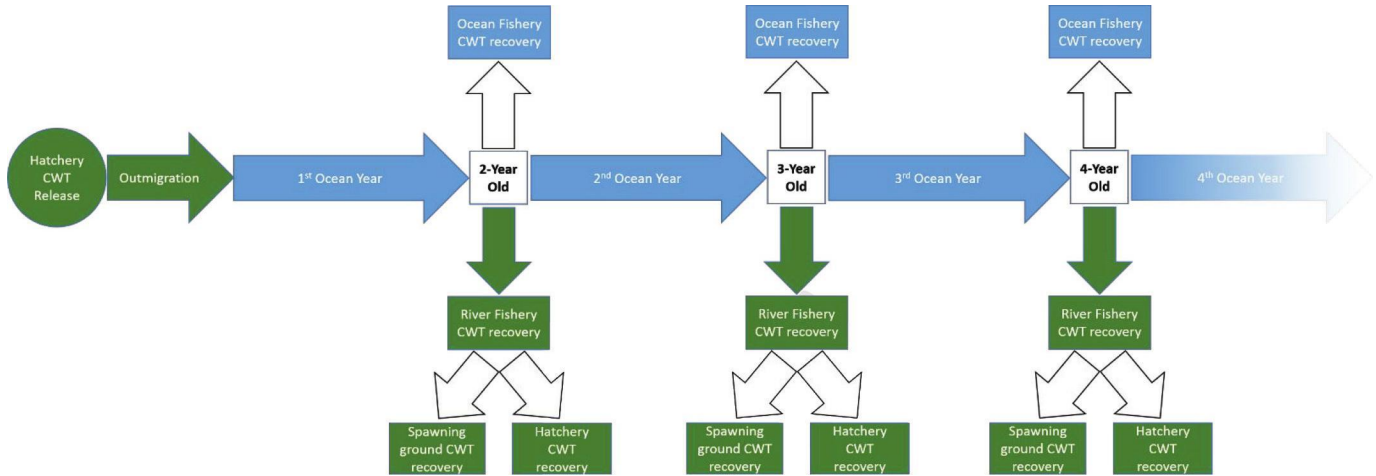 Ocean Fishery
CWT recovery
Ocean Fishery
CWT recovery
Ocean Fishery
CWT recovery
Hatchery
CWT
Release
Outmigration
1st Ocean Year
2-Year
Old
2nd Ocean Year
3-Year
Old
3rd Ocean Year
4-Year
Old
4th Ocean Year
River Fishery
CWT recovery
River Fishery
CWT recovery
River Fishery
CWT recovery
Spawning
ground CWT
recovery
Hatchery
CWT
recovery
Spawning
ground CWT
recovery
Hatchery
CWT
recovery
Spawning
ground CWT
recovery
Hatchery
CWT
recovery